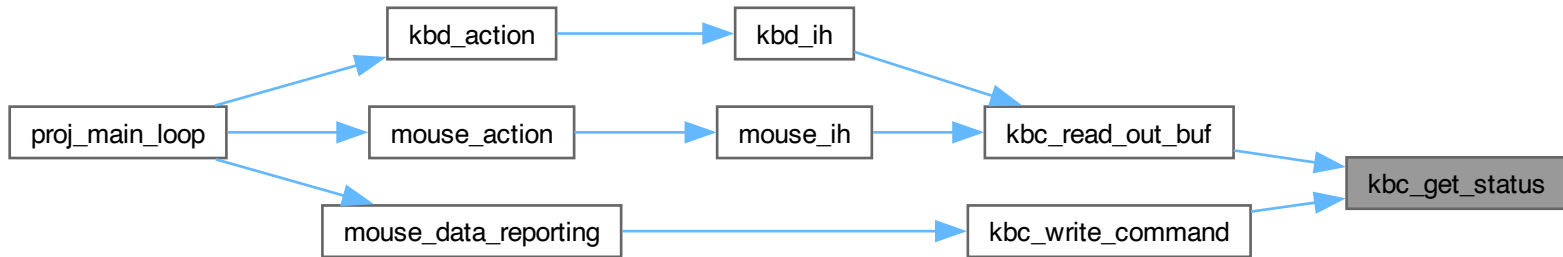 kbd_action
kbd_ih
proj_main_loop
mouse_action
mouse_ih
kbc_read_out_buf
kbc_get_status
mouse_data_reporting
kbc_write_command